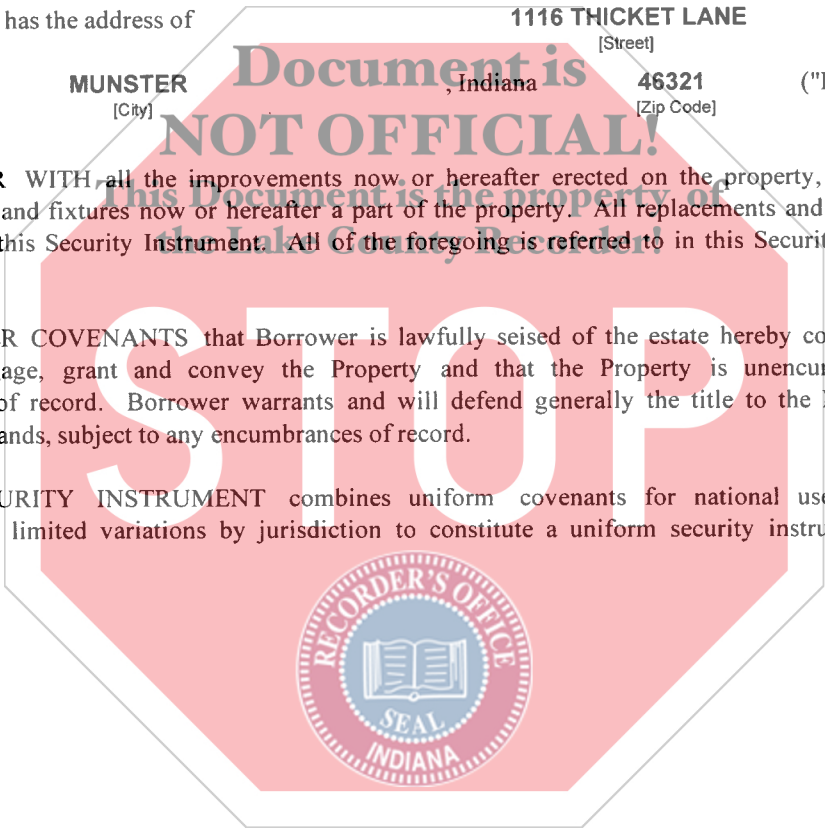 has the address of 1116 THICKET LANE
[Street]
Document is
MUNSTER , Indiana 46321 ("
[City] [Zip Code]
NOT OFFICIAL!
R WITH all the improvements now or hereafter erected on the property,
This Document is the property of
and fixtures now or hereafter a part of the property. All replacements and
the Lake County Recorder!
this Security Instrument. All of the foregoing is referred to in this Securit
R COVENANTS that Borrower is lawfully seised of the estate hereby co
age, grant and convey the Property and that the Property is unencu
of record. Borrower warrants and will defend generally the title to the
ands, subject to any encumbrances of record.
STOP
URITY INSTRUMENT combines uniform covenants for national use
limited variations by jurisdiction to constitute a uniform security instru
RECORDER'S OFFICE
SEAL
INDIANA